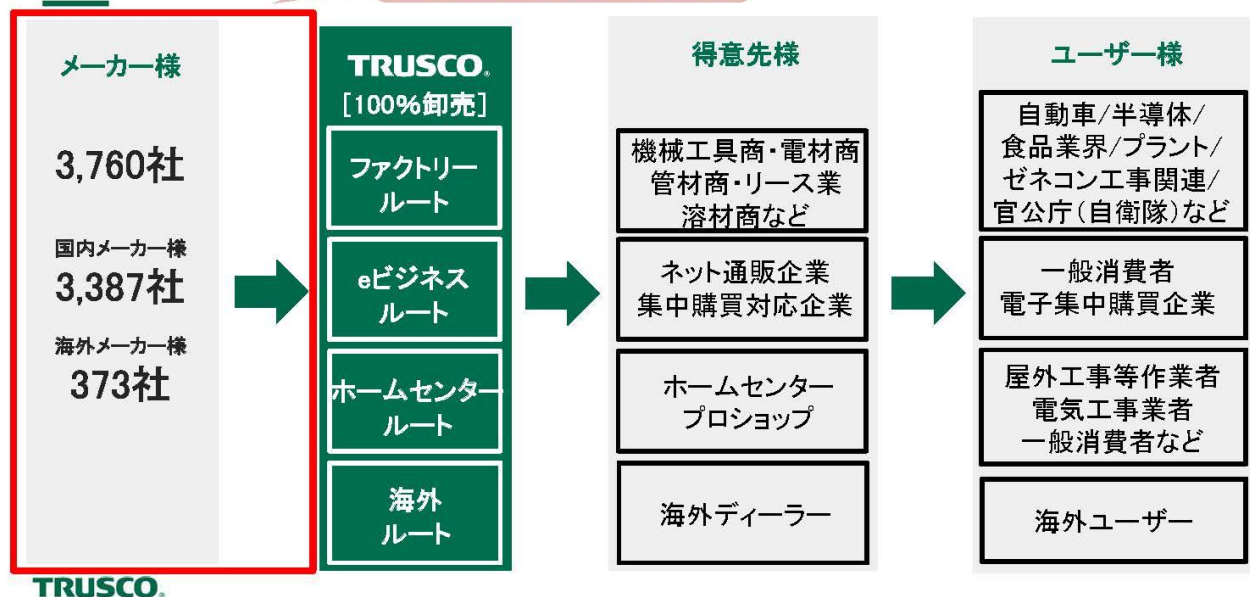 メーカー様
3,760社
国内メーカー様
3,387社
海外メーカー様
373社
TRUSCO.
[100%卸売]
ファクトリー
ルート
eビジネス
ルート
ホームセンター
ルート
海外
ルート
得意先様
機械工具商・電材商
管材商・リース業
溶材商など
ネット通販企業
集中購買対応企業
ホームセンター
プロショップ
海外ディーラー
ユーザー様
自動車/半導体/
食品業界/プラント/
ゼネコン工事関連/
官公庁(自衛隊)など
一般消費者
電子集中購買企業
屋外工事等作業者
電気工事業者
一般消費者など
海外ユーザー
TRUSCO.